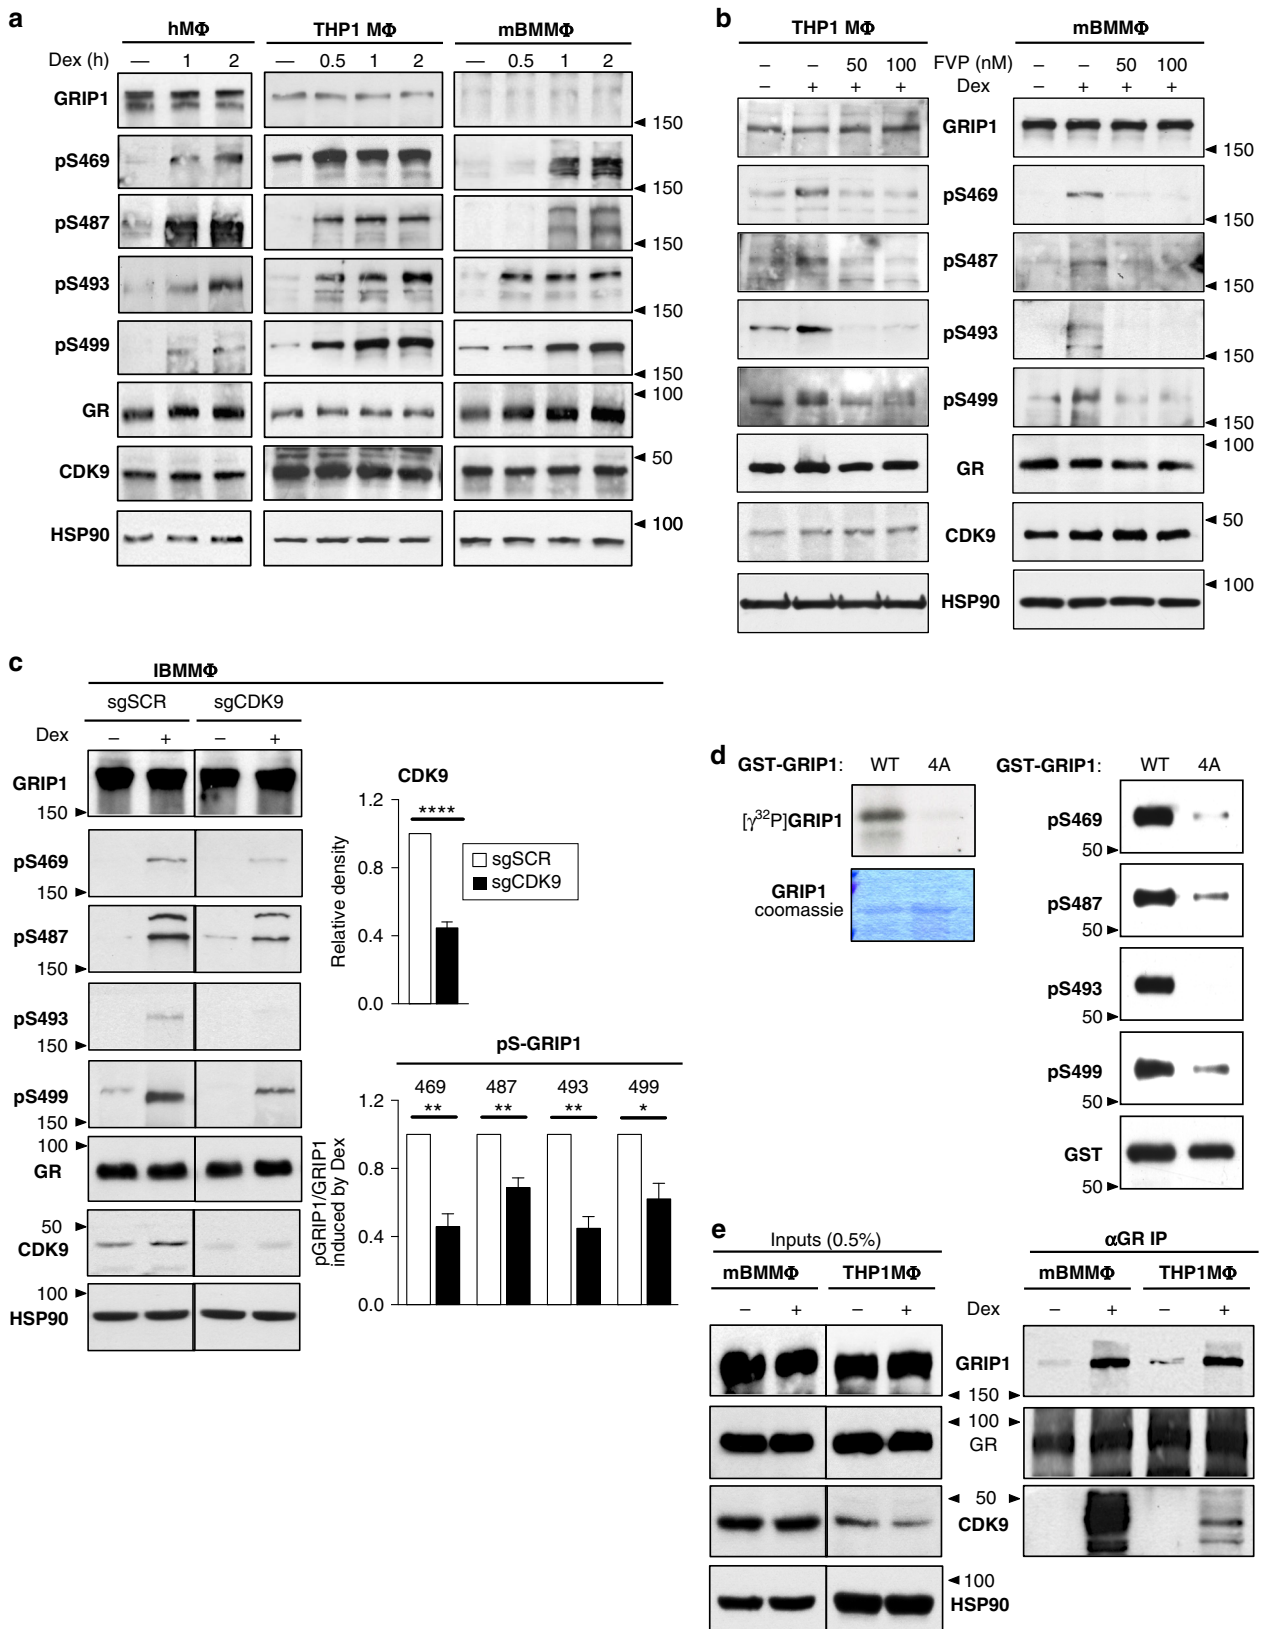 a
hMΦ THP1 MΦ mBMMΦ
Dex (h) — 1 2 — 0.5 1 2 — 0.5 1 2
GRIP1
◄ 150
pS469
◄ 150
pS487
◄ 150
pS493
◄ 150
pS499
◄ 150
GR
◄ 100
CDK9
◄ 50
HSP90
◄ 100
b
THP1 MΦ mBMMΦ
– – 50 100 FVP (nM) – – 50 100
– + + + Dex – + + +
GRIP1
◄ 150
pS469
◄ 150
pS487
◄ 150
pS493
◄ 150
pS499
◄ 150
GR
◄ 100
CDK9
◄ 50
HSP90
◄ 100
c
IBMMΦ
sgSCR sgCDK9
Dex – + – +
GRIP1
150 ►
pS469
150 ►
pS487
150 ►
pS493
150 ►
pS499
150 ►
100 ►
GR
50 ►
CDK9
100 ►
HSP90
CDK9
1.2
****
0.8
0.4
0.0
Relative density
sgSCR
sgCDK9
pS-GRIP1
469 487 493 499
** ** ** *
1.2
0.8
0.4
0.0
pGRIP1/GRIP1
induced by Dex
d
GST-GRIP1: WT 4A
[γ³²P]GRIP1
GRIP1
coomassie
GST-GRIP1: WT 4A
pS469
50 ►
pS487
50 ►
pS493
50 ►
pS499
50 ►
GST
50 ►
e
Inputs (0.5%) αGR IP
mBMMΦ THP1MΦ mBMMΦ THP1MΦ
– + – + Dex – + – +
GRIP1
◄ 150 ►
◄ 100 ►
GR
◄ 50 ►
CDK9
◄ 100
HSP90